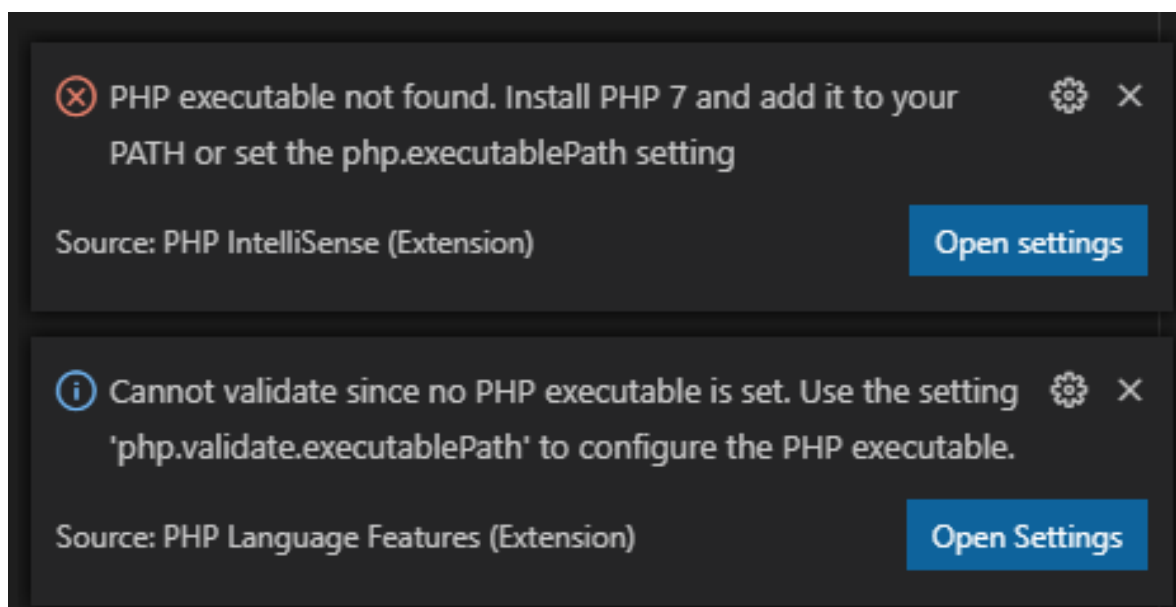 PHP executable not found. Install PHP 7 and add it to your
PATH or set the php.executablePath setting
Source: PHP IntelliSense (Extension)
Open settings
Cannot validate since no PHP executable is set. Use the setting
'php.validate.executablePath' to configure the PHP executable.
Source: PHP Language Features (Extension)
Open Settings